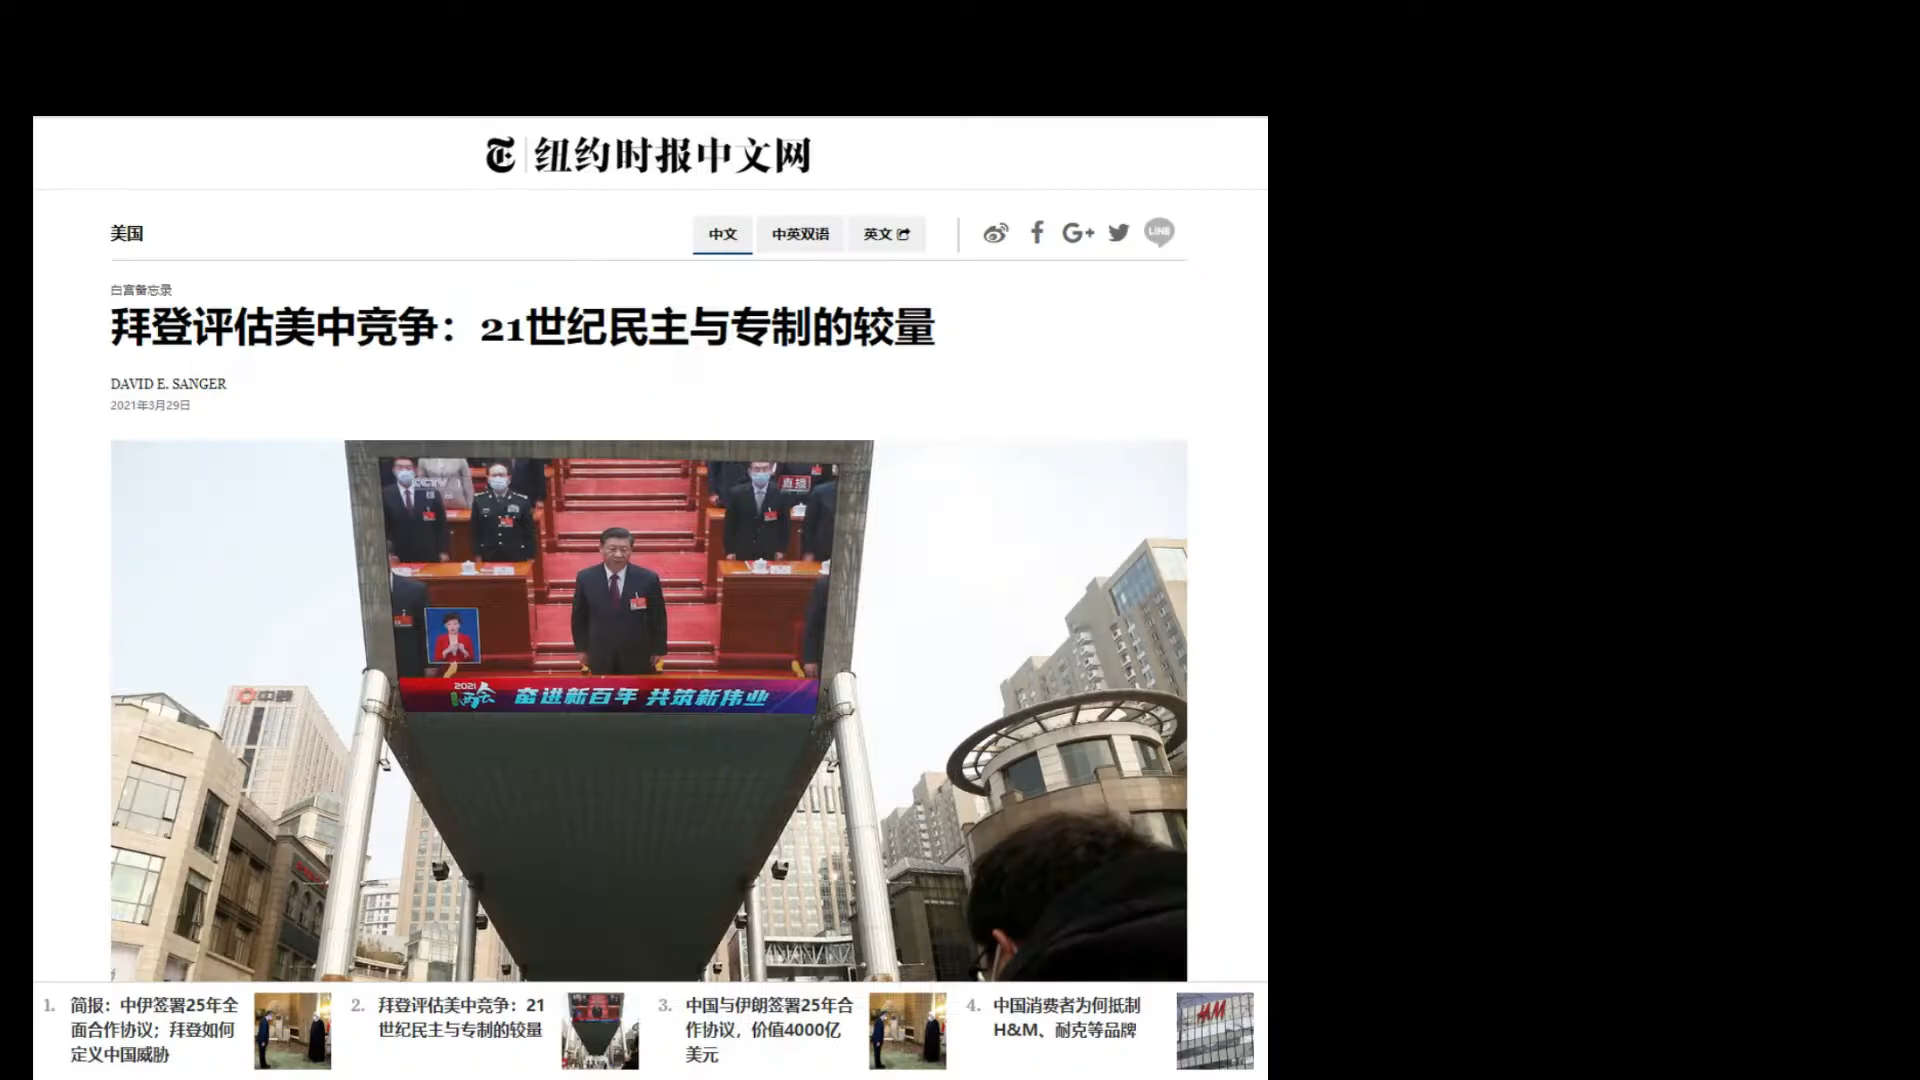 纽约时报中文网
美国
中文
中英双语
英文
G+
LINE
白宫备忘录
拜登评估美中竞争：21世纪民主与专制的较量
DAVID E. SANGER
2021年3月29日
CCTV 1
综合
直播
2021
两会
奋进新百年 共筑新伟业
1. 简报：中伊签署25年全
面合作协议；拜登如何
定义中国威胁
2. 拜登评估美中竞争：21
世纪民主与专制的较量
3. 中国与伊朗签署25年合
作协议，价值4000亿
美元
4. 中国消费者为何抵制
H&M、耐克等品牌
H&M